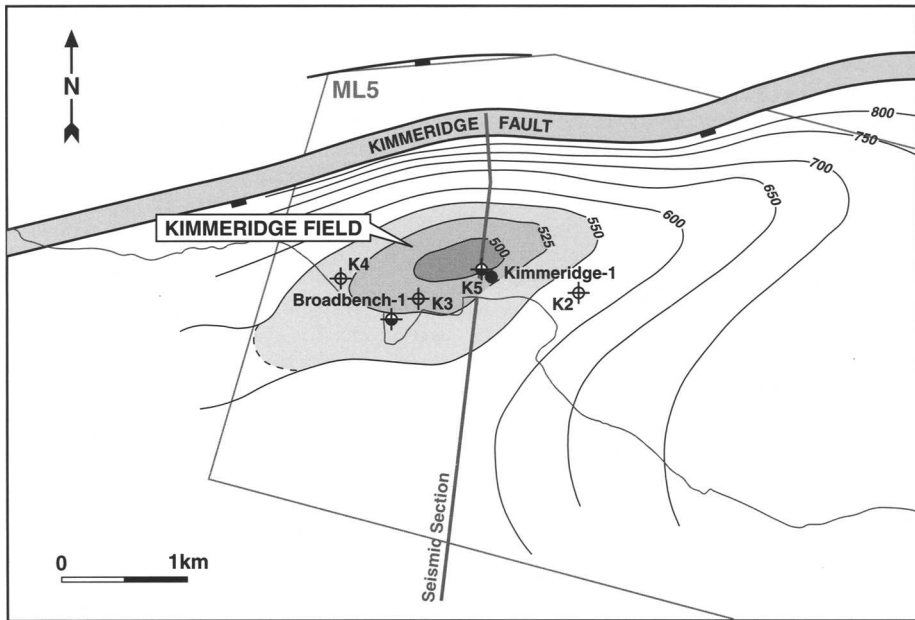 N
ML5
KIMMERIDGE FAULT
800
750
700
650
600
550
525
500
KIMMERIDGE FIELD
K4
Kimmeridge-1
K5
K2
K3
Broadbench-1
Seismic Section
0 1km